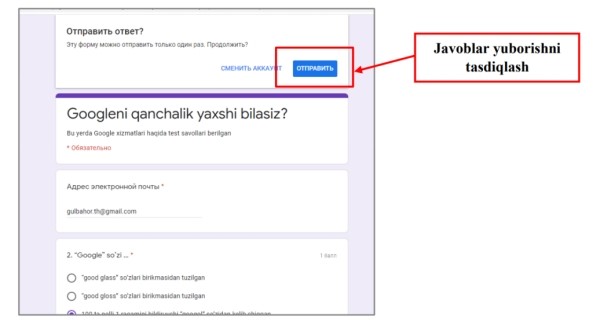 Отправить ответ?
Эту форму можно отправить только один раз. Продолжить?
СМЕНИТЬ АККАУНТ
ОТПРАВИТЬ
Javoblar yuborishni
tasdiqlash
Googleni qanchalik yaxshi bilasiz?
Bu yerda Google xizmatlari haqida test savollari berilgan
* Обязательно
Адрес электронной почты *
gulbahor.th@gmail.com
2. "Google" so'zi ... *
1 балл
"good glass" so'zlari birikmasidan tuzilgan
"good gloss" so'zlari birikmasidan tuzilgan